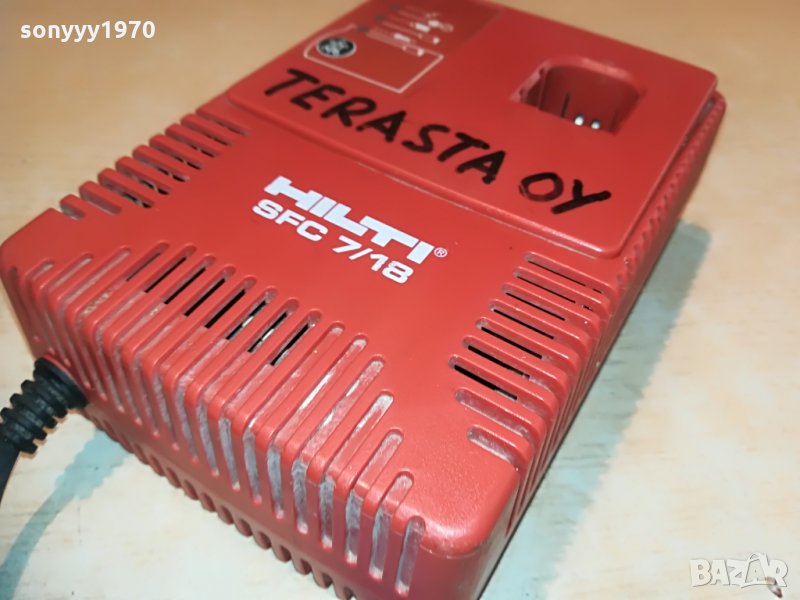 sonyyy1970
TERASTA OY
HILTI®
SFC 7/18
BAZAR